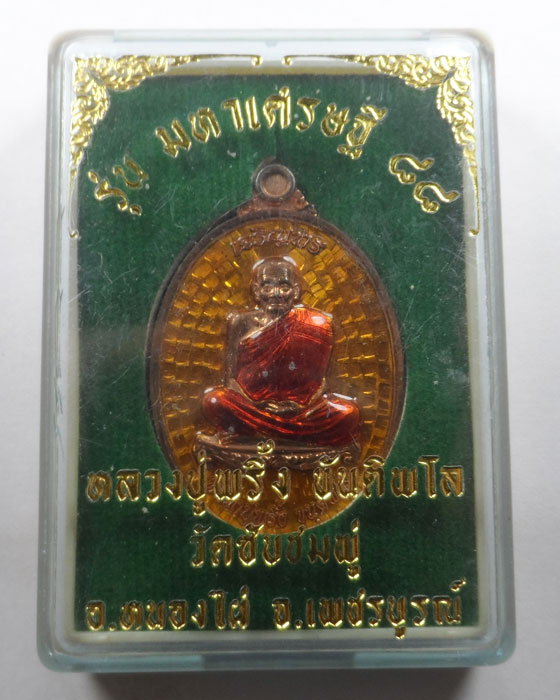 รุ่น มหาเศรษฐี ๘๘
หลวงปู่พริ้ง ขันติพโล
วัดซับชมพู่
อ.หนองไผ่ จ.เพชรบูรณ์